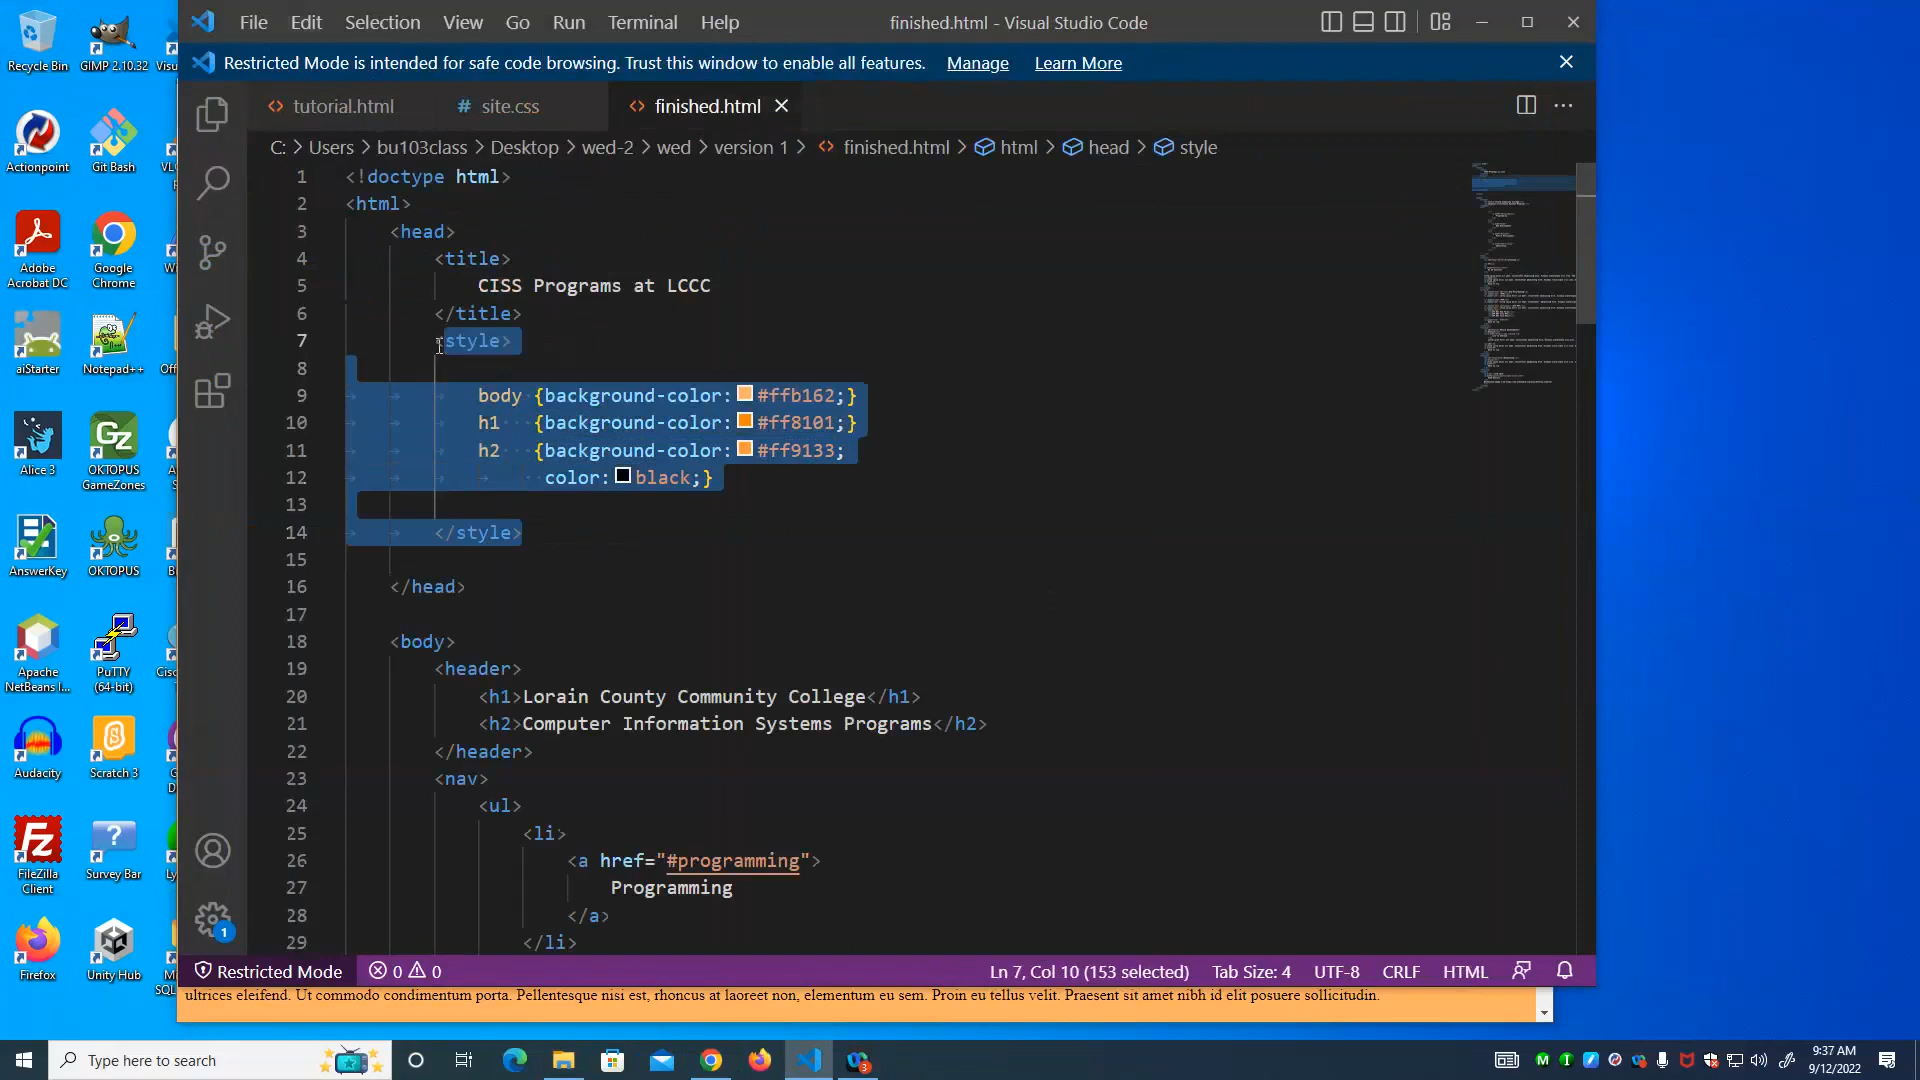 File Edit Selection View Go Run Terminal Help finished.html - Visual Studio Code
Restricted Mode is intended for safe code browsing. Trust this window to enable all features. Manage Learn More
tutorial.html # site.css finished.html
C: > Users > bu103class > Desktop > wed-2 > wed > version 1 > finished.html > html > head > style
1 <!doctype html>
2 <html>
3 <head>
4 <title>
5 CISS Programs at LCCC
6 </title>
7 style>
8
9 body {background-color: #ffb162;}
10 h1 {background-color: #ff8101;}
11 h2 {background-color: #ff9133;
12 color: black;}
13
14 </style>
15
16 </head>
17
18 <body>
19 <header>
20 <h1>Lorain County Community College</h1>
21 <h2>Computer Information Systems Programs</h2>
22 </header>
23 <nav>
24 <ul>
25 <li>
26 <a href="#programming">
27 Programming
28 </a>
29 </li>
1
Restricted Mode 0 0 Ln 7, Col 10 (153 selected) Tab Size: 4 UTF-8 CRLF HTML
ultrices eleifend. Ut commodo condimentum porta. Pellentesque nisi est, rhoncus at laoreet non, elementum eu sem. Proin eu tellus velit. Praesent sit amet nibh id elit posuere sollicitudin.
Recycle Bin GIMP 2.10.32 Visu
Actionpoint Git Bash VL
Adobe Acrobat DC Google Chrome W
aiStarter Notepad++ Off
Alice 3 OKTOPUS GameZones
AnswerKey OKTOPUS B
Apache NetBeans I... PuTTY (64-bit) Cisc
Audacity Scratch 3 G
FileZilla Client Survey Bar Ly
Firefox Unity Hub Mi
SQL
Type here to search 3 9:37 AM
9/12/2022